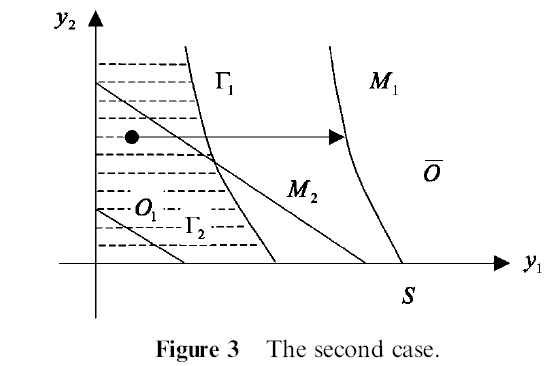 y₂
Γ₁
M₁
Ō
M₂
O₁
Γ₂
y₁
S
Figure 3 The second case.